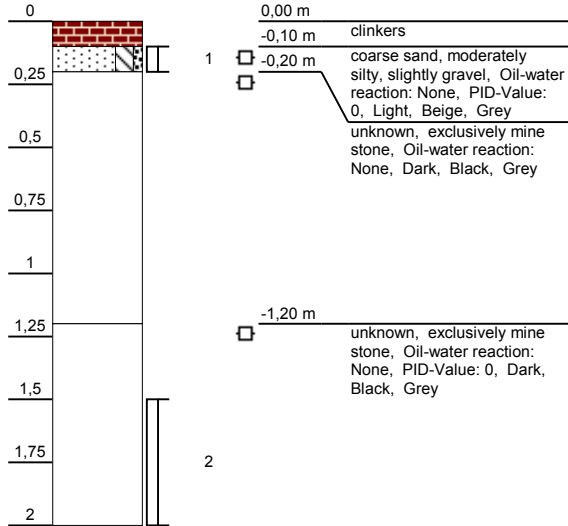 0
0,25
0,5
0,75
1
1,25
1,5
1,75
2
1
2
0,00 m
clinkers
-0,10 m
coarse sand, moderately
silty, slightly gravel, Oil-water
reaction: None, PID-Value:
0, Light, Beige, Grey
-0,20 m
unknown, exclusively mine
stone, Oil-water reaction:
None, Dark, Black, Grey
-1,20 m
unknown, exclusively mine
stone, Oil-water reaction:
None, PID-Value: 0, Dark,
Black, Grey